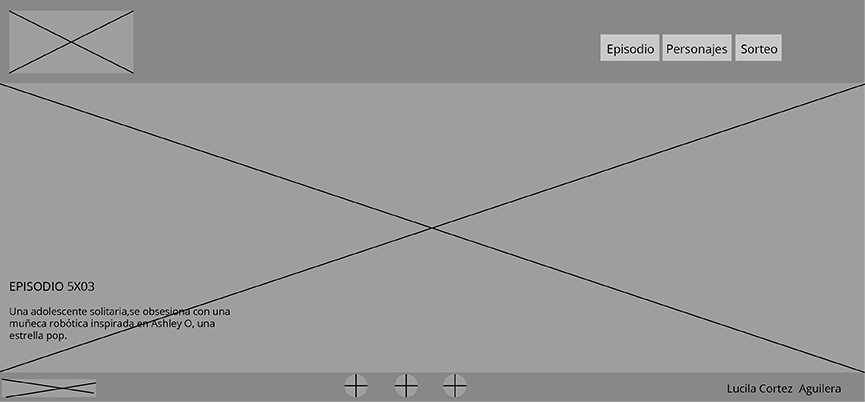 Episodio
Personajes
Sorteo
EPISODIO 5X03
Una adolescente solitaria,se obsesiona con una
muñeca robótica inspirada en Ashley O, una
estrella pop.
Lucila Cortez  Aguilera